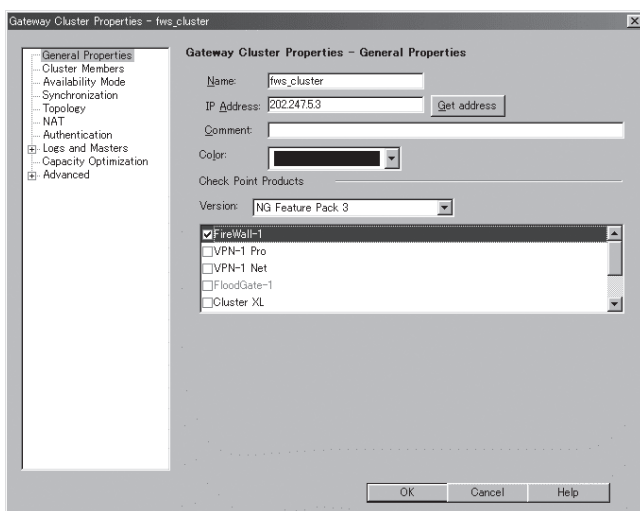 Gateway Cluster Properties - fws_cluster
General Properties
Cluster Members
Availability Mode
Synchronization
Topology
NAT
Authentication
Logs and Masters
Capacity Optimization
Advanced
Gateway Cluster Properties - General Properties
Name: fws_cluster
IP Address: 202.247.5.3 Get address
Comment:
Color:
Check Point Products
Version: NG Feature Pack 3
FireWall-1
VPN-1 Pro
VPN-1 Net
FloodGate-1
Cluster XL
OK Cancel Help